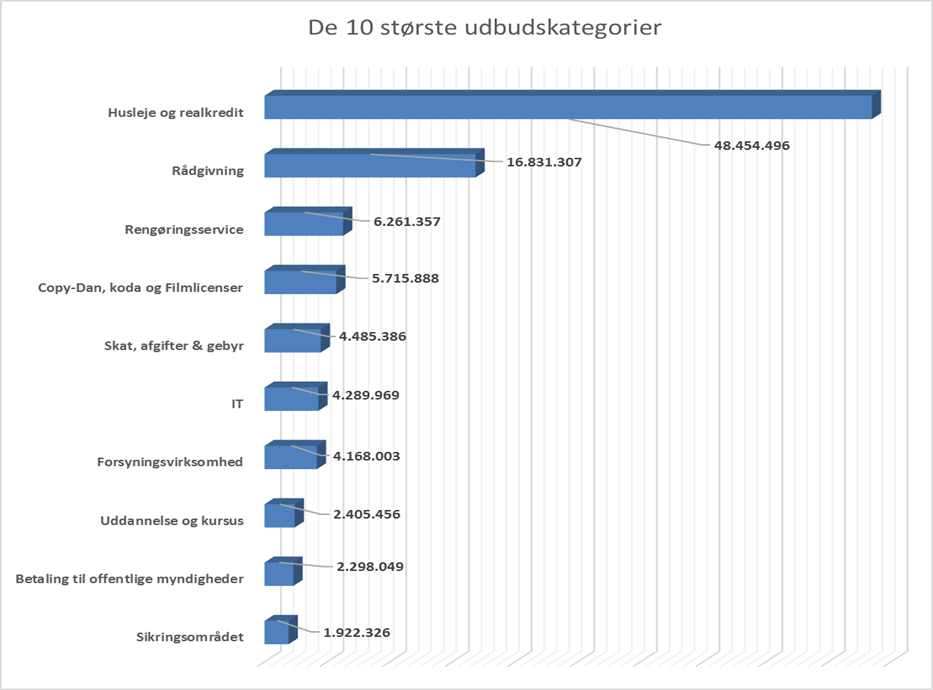 De 10 største udbudskategorier
Husleje og realkredit
48.454.496
Rådgivning
16.831.307
Rengøringsservice
6.261.357
Copy-Dan, koda og Filmlicenser
5.715.888
Skat, afgifter & gebyr
4.485.386
IT
4.289.969
Forsyningsvirksomhed
4.168.003
Uddannelse og kursus
2.405.456
Betaling til offentlige myndigheder
2.298.049
Sikringsområdet
1.922.326